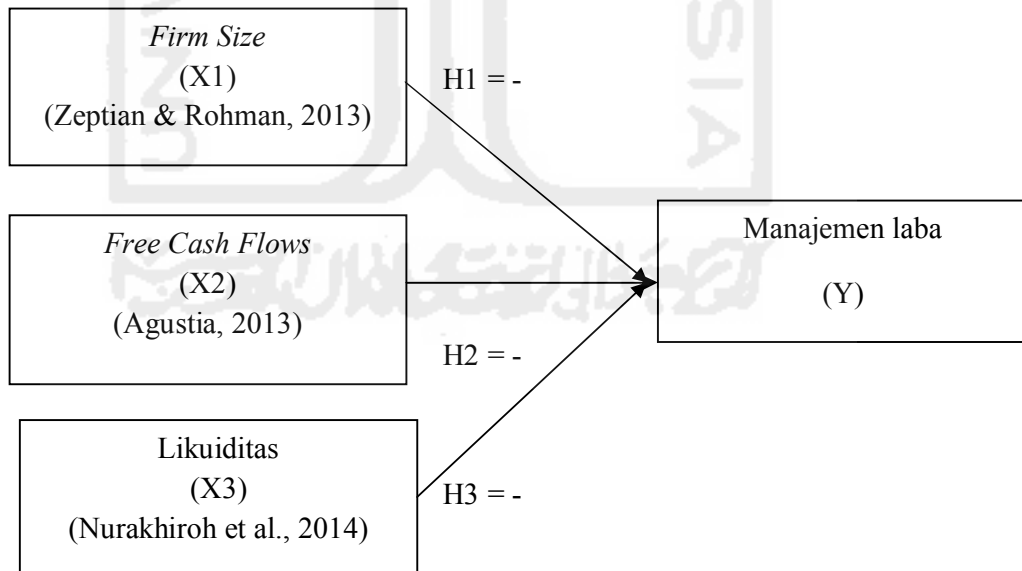 Firm Size
(X1)
(Zeptian & Rohman, 2013)
H1 = -
Free Cash Flows
(X2)
(Agustia, 2013)
H2 = -
Likuiditas
(X3)
(Nurakhiroh et al., 2014)
H3 = -
Manajemen laba
(Y)